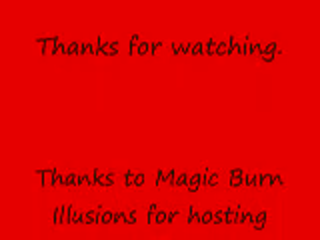 Thanks for watching.
Thanks to Magic Burn
Illusions for hosting